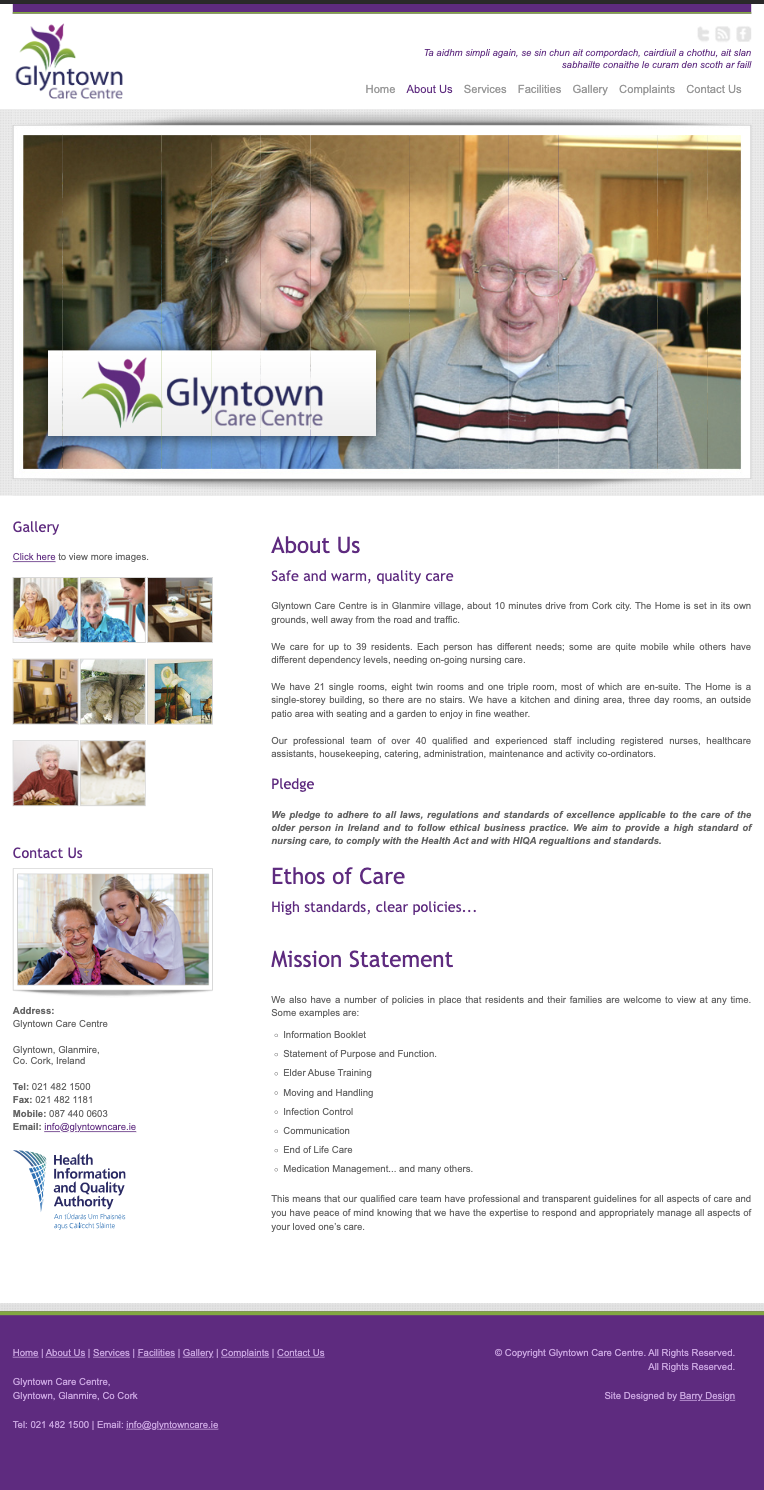 Glyntown
Care Centre
Ta aidhm simpli again, se sin chun ait compordach, cairdiuil a chothu, ait slan
sabhailte conaithe le curam den scoth ar faill
Home About Us Services Facilities Gallery Complaints Contact Us
Glyntown
Care Centre
Gallery
Click here to view more images.
Contact Us
Address:
Glyntown Care Centre
Glyntown, Glanmire,
Co. Cork, Ireland
Tel: 021 482 1500
Fax: 021 482 1181
Mobile: 087 440 0603
Email: info@glyntowncare.ie
Health
Information
and Quality
Authority
An tÚdarás Um Fhaisnéis
agus Cáilíocht Sláinte
About Us
Safe and warm, quality care
Glyntown Care Centre is in Glanmire village, about 10 minutes drive from Cork city. The Home is set in its own
grounds, well away from the road and traffic.
We care for up to 39 residents. Each person has different needs; some are quite mobile while others have
different dependency levels, needing on-going nursing care.
We have 21 single rooms, eight twin rooms and one triple room, most of which are en-suite. The Home is a
single-storey building, so there are no stairs. We have a kitchen and dining area, three day rooms, an outside
patio area with seating and a garden to enjoy in fine weather.
Our professional team of over 40 qualified and experienced staff including registered nurses, healthcare
assistants, housekeeping, catering, administration, maintenance and activity co-ordinators.
Pledge
We pledge to adhere to all laws, regulations and standards of excellence applicable to the care of the
older person in Ireland and to follow ethical business practice. We aim to provide a high standard of
nursing care, to comply with the Health Act and with HIQA regualtions and standards.
Ethos of Care
High standards, clear policies...
Mission Statement
We also have a number of policies in place that residents and their families are welcome to view at any time.
Some examples are:
Information Booklet
Statement of Purpose and Function.
Elder Abuse Training
Moving and Handling
Infection Control
Communication
End of Life Care
Medication Management... and many others.
This means that our qualified care team have professional and transparent guidelines for all aspects of care and
you have peace of mind knowing that we have the expertise to respond and appropriately manage all aspects of
your loved one's care.
Home | About Us | Services | Facilities | Gallery | Complaints | Contact Us
Glyntown Care Centre,
Glyntown, Glanmire, Co Cork
Tel: 021 482 1500 | Email: info@glyntowncare.ie
© Copyright Glyntown Care Centre. All Rights Reserved.
All Rights Reserved.
Site Designed by Barry Design